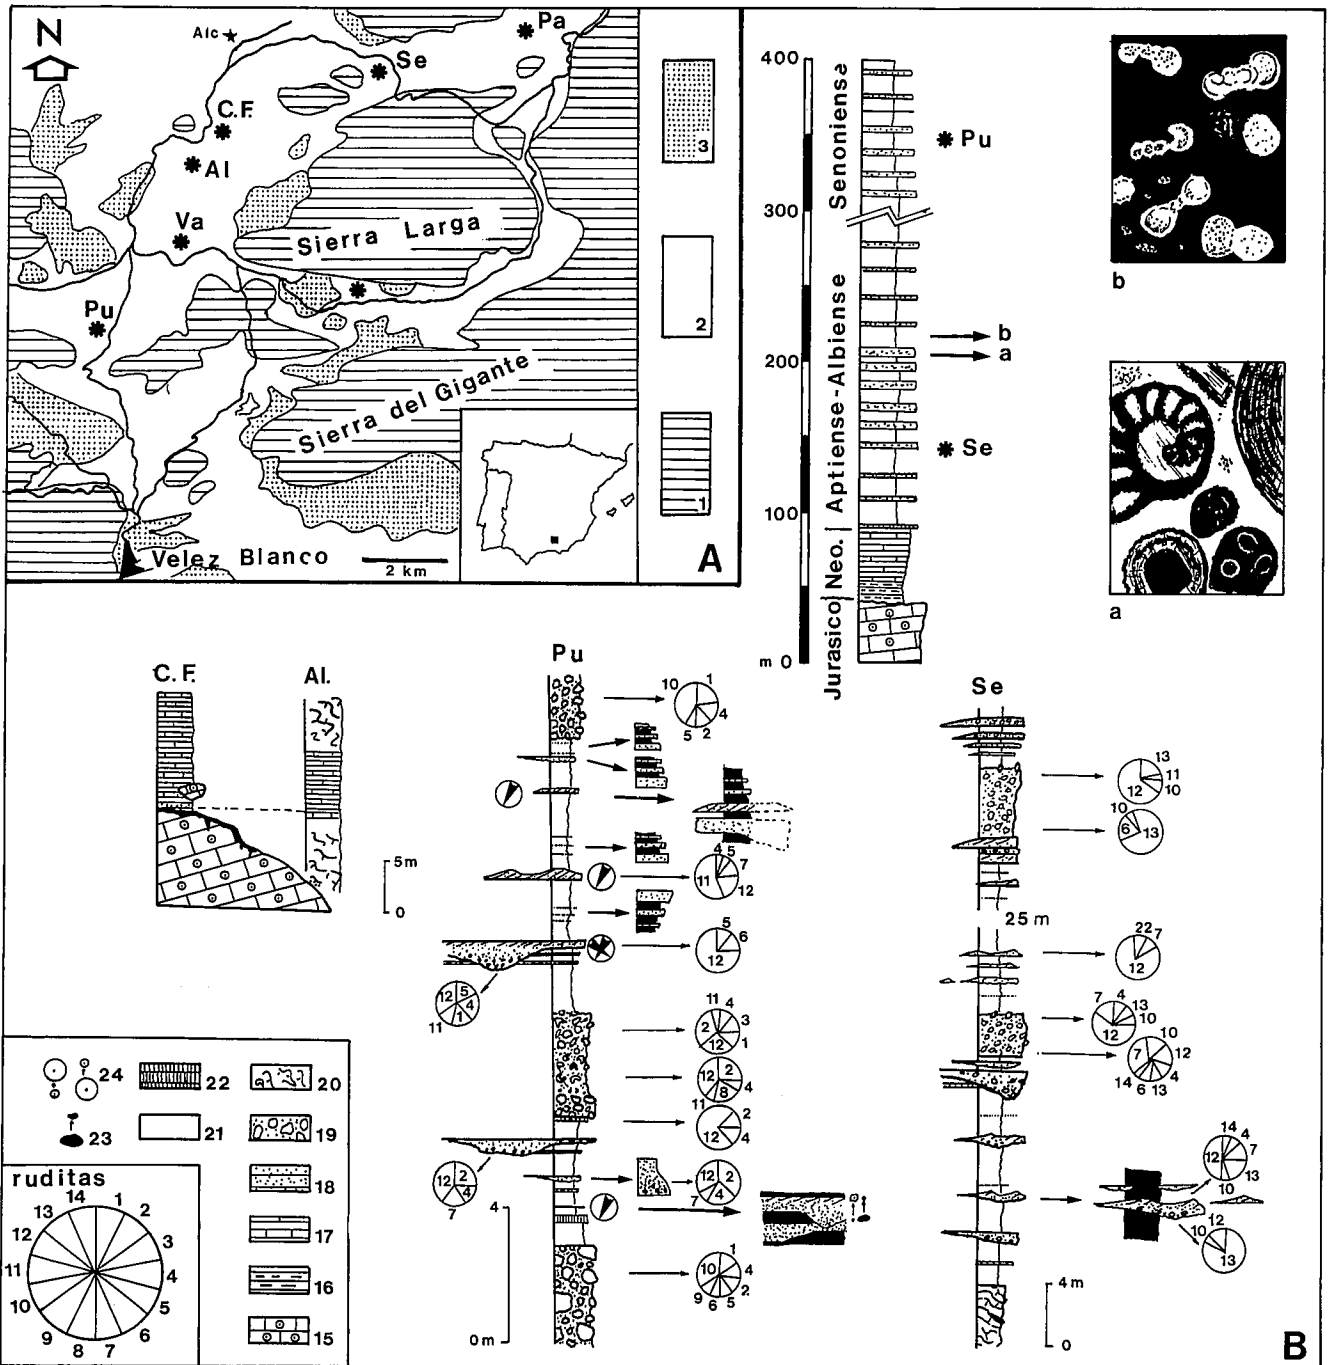 N
Alc
Pa
Se
C.F.
Al
Va
Sierra Larga
Pu
Sierra del Gigante
Velez Blanco
2 km
A
3
2
1
400
300
200
100
m 0
Senoniense
Aptiense-Albiense
Neo.
Jurasico
Pu
b
a
Se
b
a
C.F.
Al.
5m
0
Pu
10 1
4
5 2
4 5
7
11
12
5
6
12
12 5
4
11 1
11 4
2 3
12 1
12 2
4
8
11
2
12 4
12 2
4
7
12 2
7 4
4
10 1
4
9 6 5 2
0m
Se
13
11
12 10
10
6 13
25 m
22 7
12
7 4 13
10
12
10
7 12
4
14 6 13
14 4
7
12
13
10
10 12
13
4m
0
B
24
22
20
23
21
19
18
17
16
15
ruditas
14 1
13 2
12 3
11 4
10 5
9 6
8 7